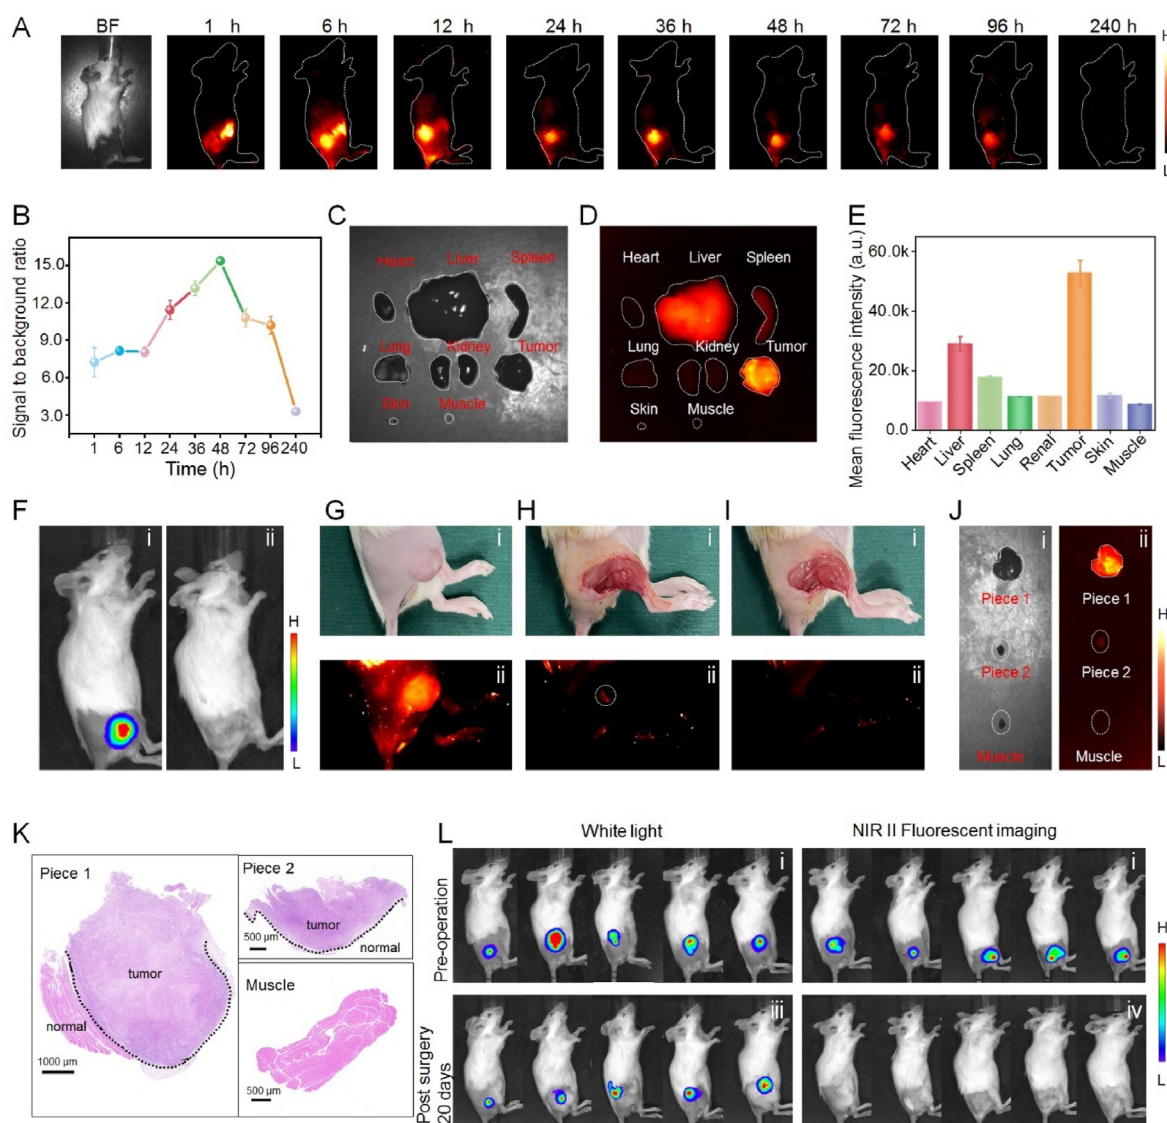 A
BF
1 h
6 h
12 h
24 h
36 h
48 h
72 h
96 h
240 h
H
L
B
Signal to background ratio
15.0
12.0
9.0
6.0
3.0
1 6 12 24 36 48 72 96 240
Time (h)
C
Heart Liver Spleen
Lung Kidney Tumor
Skin Muscle
D
Heart Liver Spleen
Lung Kidney Tumor
Skin Muscle
E
Mean fluorescence intensity (a.u.)
60.0k
40.0k
20.0k
0.0
Heart Liver Spleen Lung Renal Tumor Skin Muscle
F
i ii
H
L
G
i
ii
H
i
ii
I
i
ii
J
i
Piece 1
Piece 2
Muscle
ii
Piece 1
Piece 2
Muscle
H
L
K
Piece 1
tumor
normal
1000 μm
Piece 2
tumor
500 μm
normal
Muscle
500 μm
L
White light
NIR II Fluorescent imaging
Pre-operation
i
i
Post surgery
20 days
iii
iv
H
L